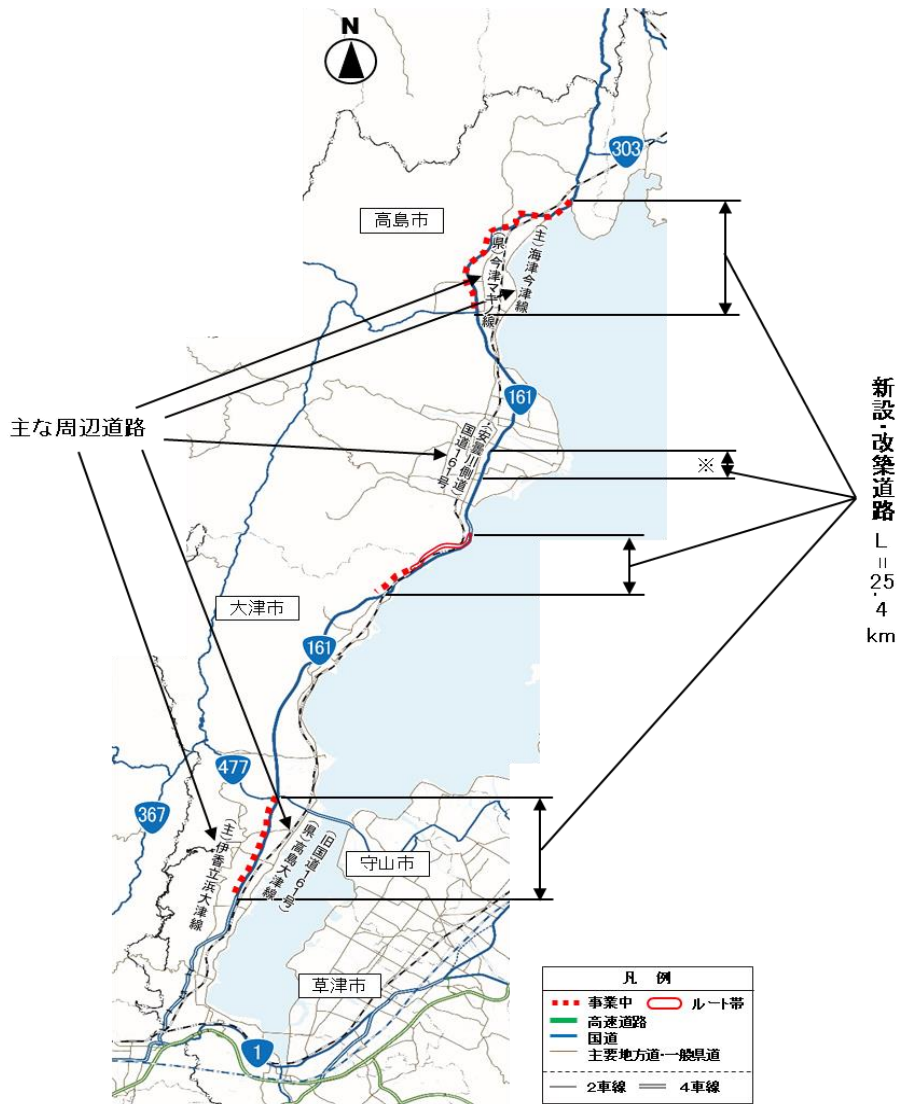 N
303
高島市
(県)今津マキノ線
(主)海津今津線
161
主な周辺道路
国道161号
(安曇川側道)
※
新設・改築道路 L=25.4km
大津市
161
477
367
(主)伊香立浜大津線
(県)高島大津線
(旧国道161号)
守山市
草津市
1
凡 例
事業中 ルート帯
高速道路
国道
主要地方道・一般県道
2車線 4車線